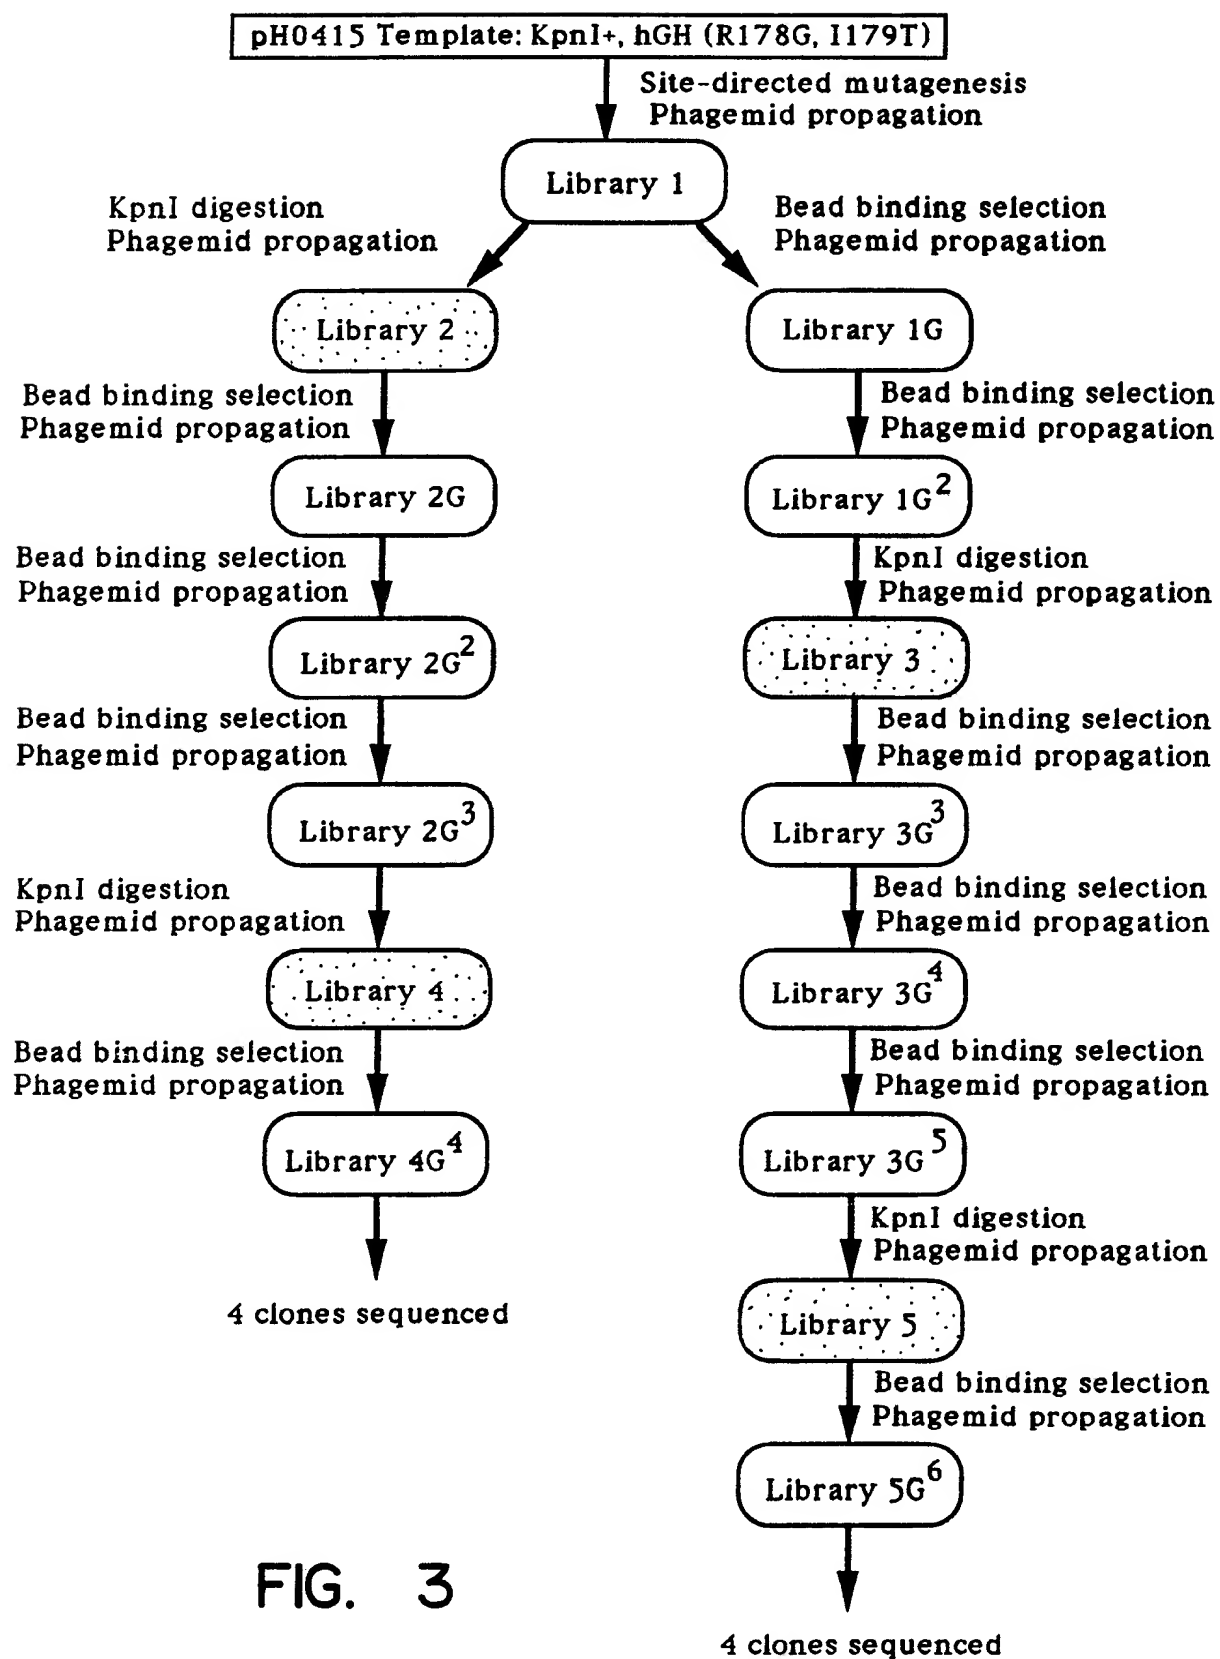 pH0415 Template: KpnI+, hGH (R178G, I179T)
Site-directed mutagenesis
Phagemid propagation
Library 1
KpnI digestion
Phagemid propagation
Bead binding selection
Phagemid propagation
Library 2
Library 1G
Bead binding selection
Phagemid propagation
Bead binding selection
Phagemid propagation
Library 2G
Library 1G²
Bead binding selection
Phagemid propagation
KpnI digestion
Phagemid propagation
Library 2G²
Library 3
Bead binding selection
Phagemid propagation
Bead binding selection
Phagemid propagation
Library 2G³
Library 3G³
KpnI digestion
Phagemid propagation
Bead binding selection
Phagemid propagation
Library 4
Library 3G⁴
Bead binding selection
Phagemid propagation
Bead binding selection
Phagemid propagation
Library 4G⁴
Library 3G⁵
KpnI digestion
Phagemid propagation
4 clones sequenced
Library 5
Bead binding selection
Phagemid propagation
Library 5G⁶
FIG. 3
4 clones sequenced